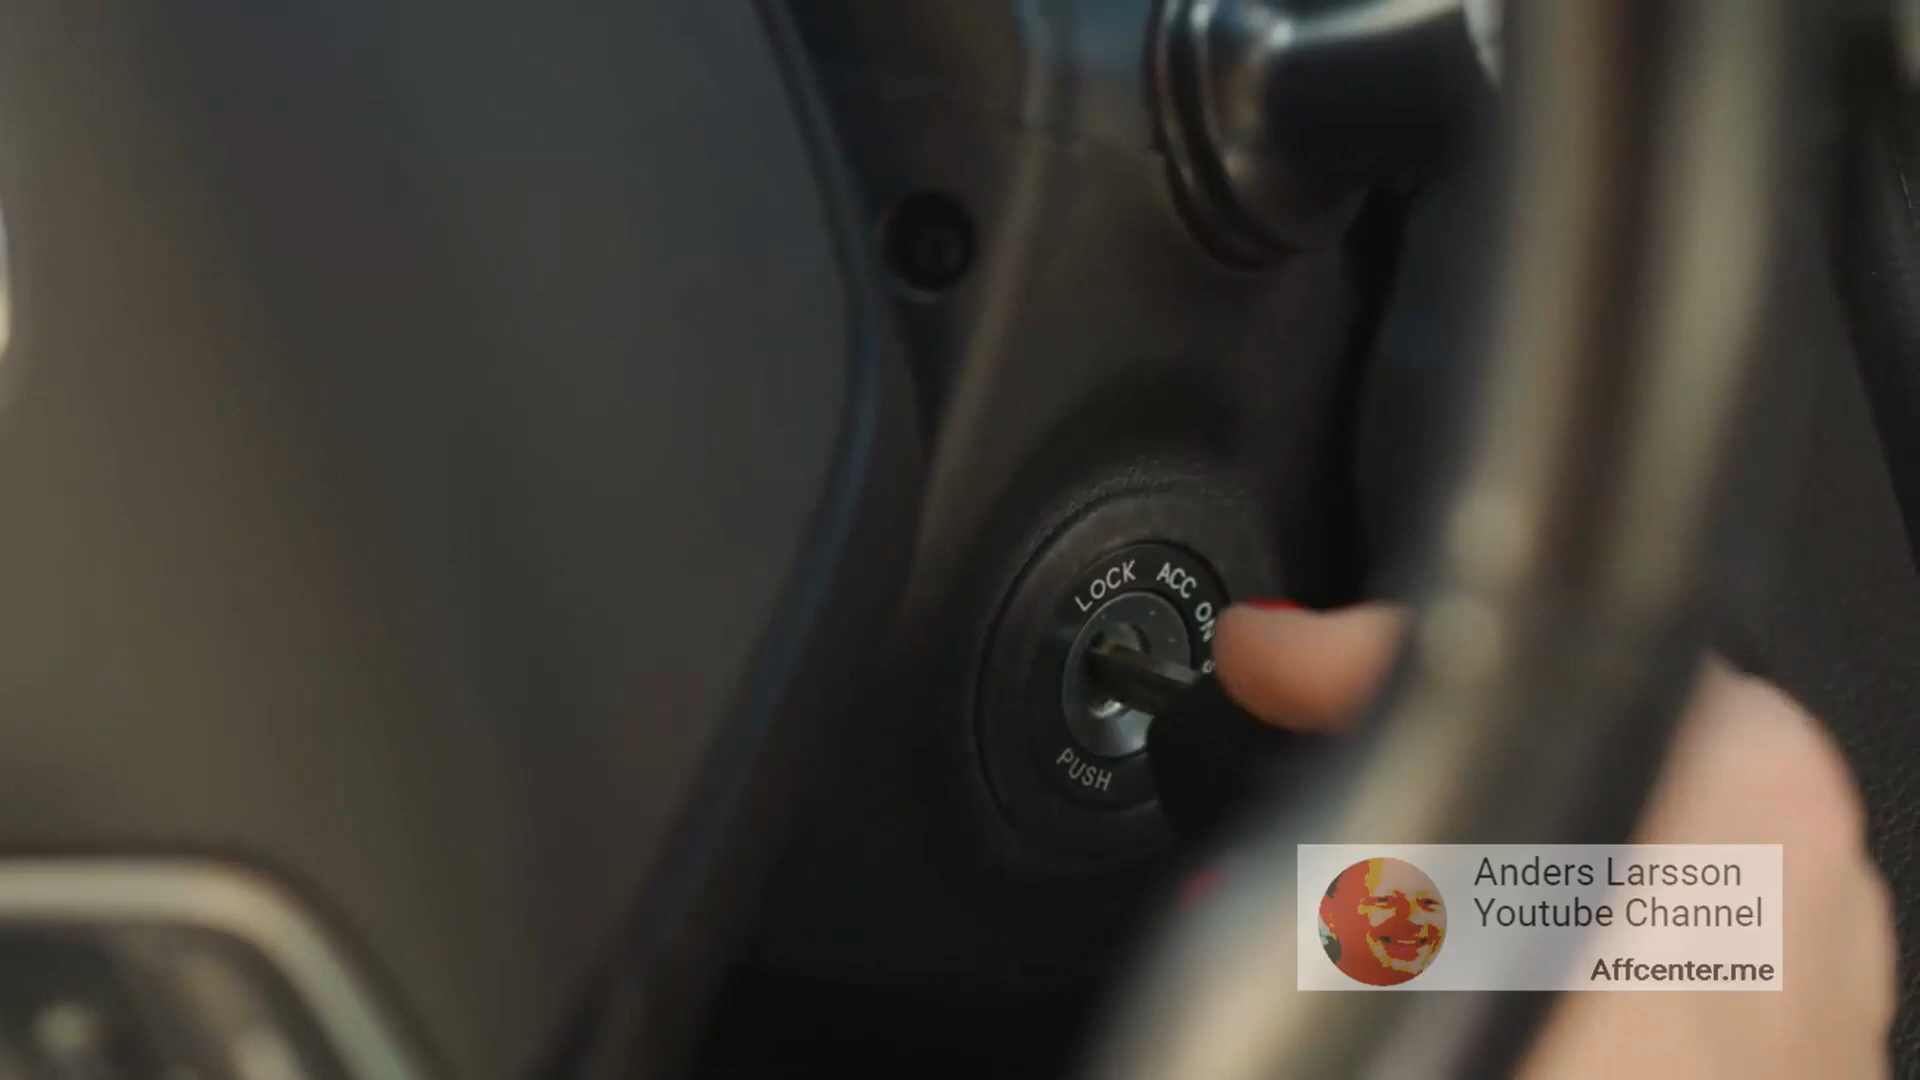 LOCK ACC ON
PUSH
Anders Larsson
Youtube Channel
Affcenter.me